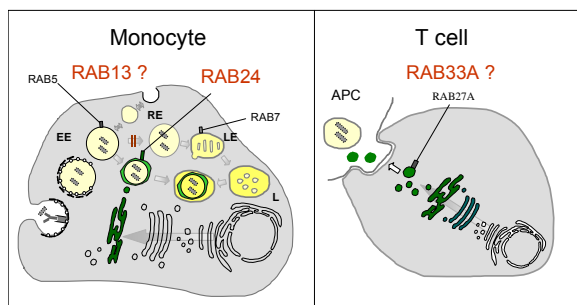 Monocyte
RAB13 ?
RAB24
RAB5
RE
EE
LE
RAB7
L
T cell
RAB33A ?
APC
RAB27A